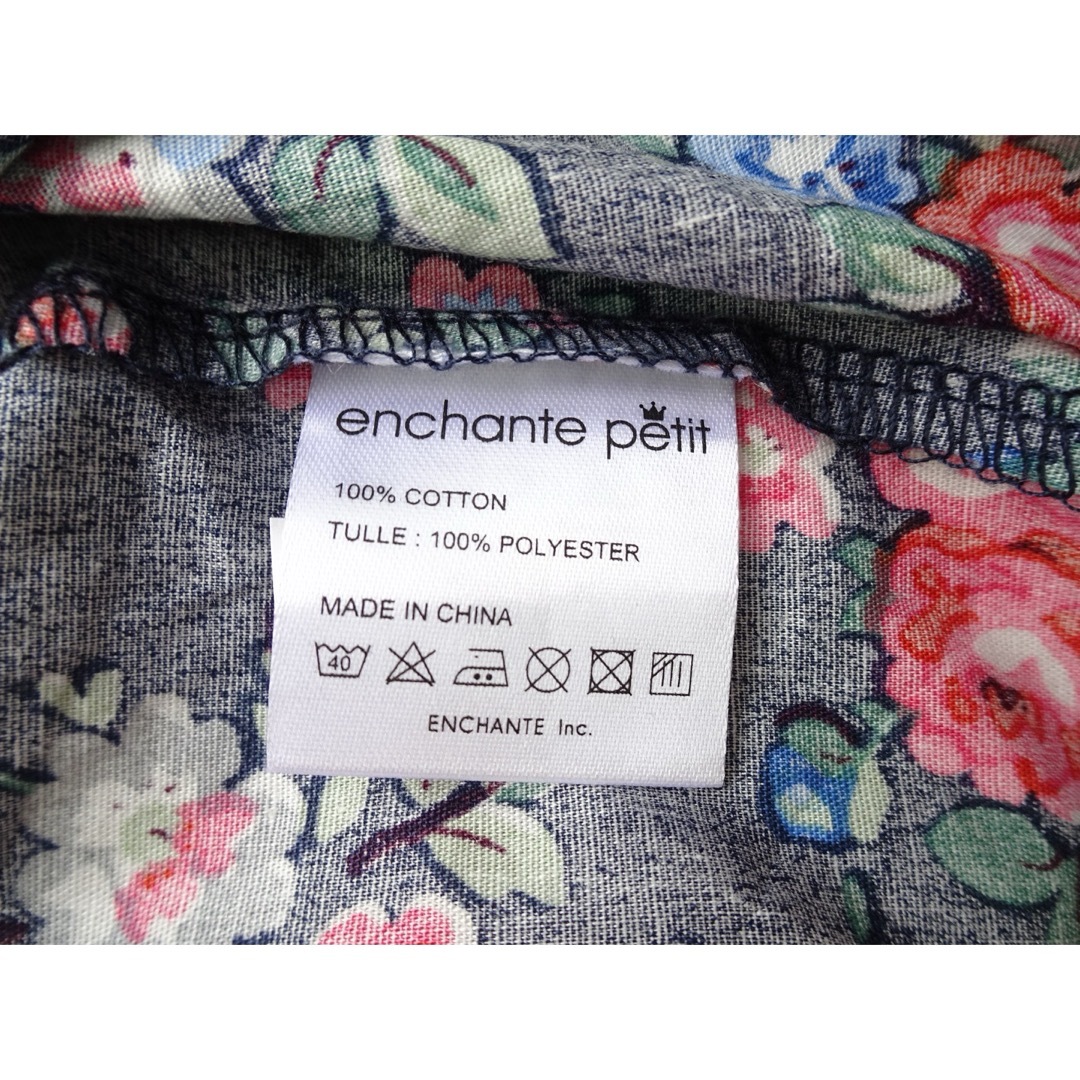 enchante petit
100% COTTON
TULLE : 100% POLYESTER
MADE IN CHINA
40
ENCHANTE Inc.